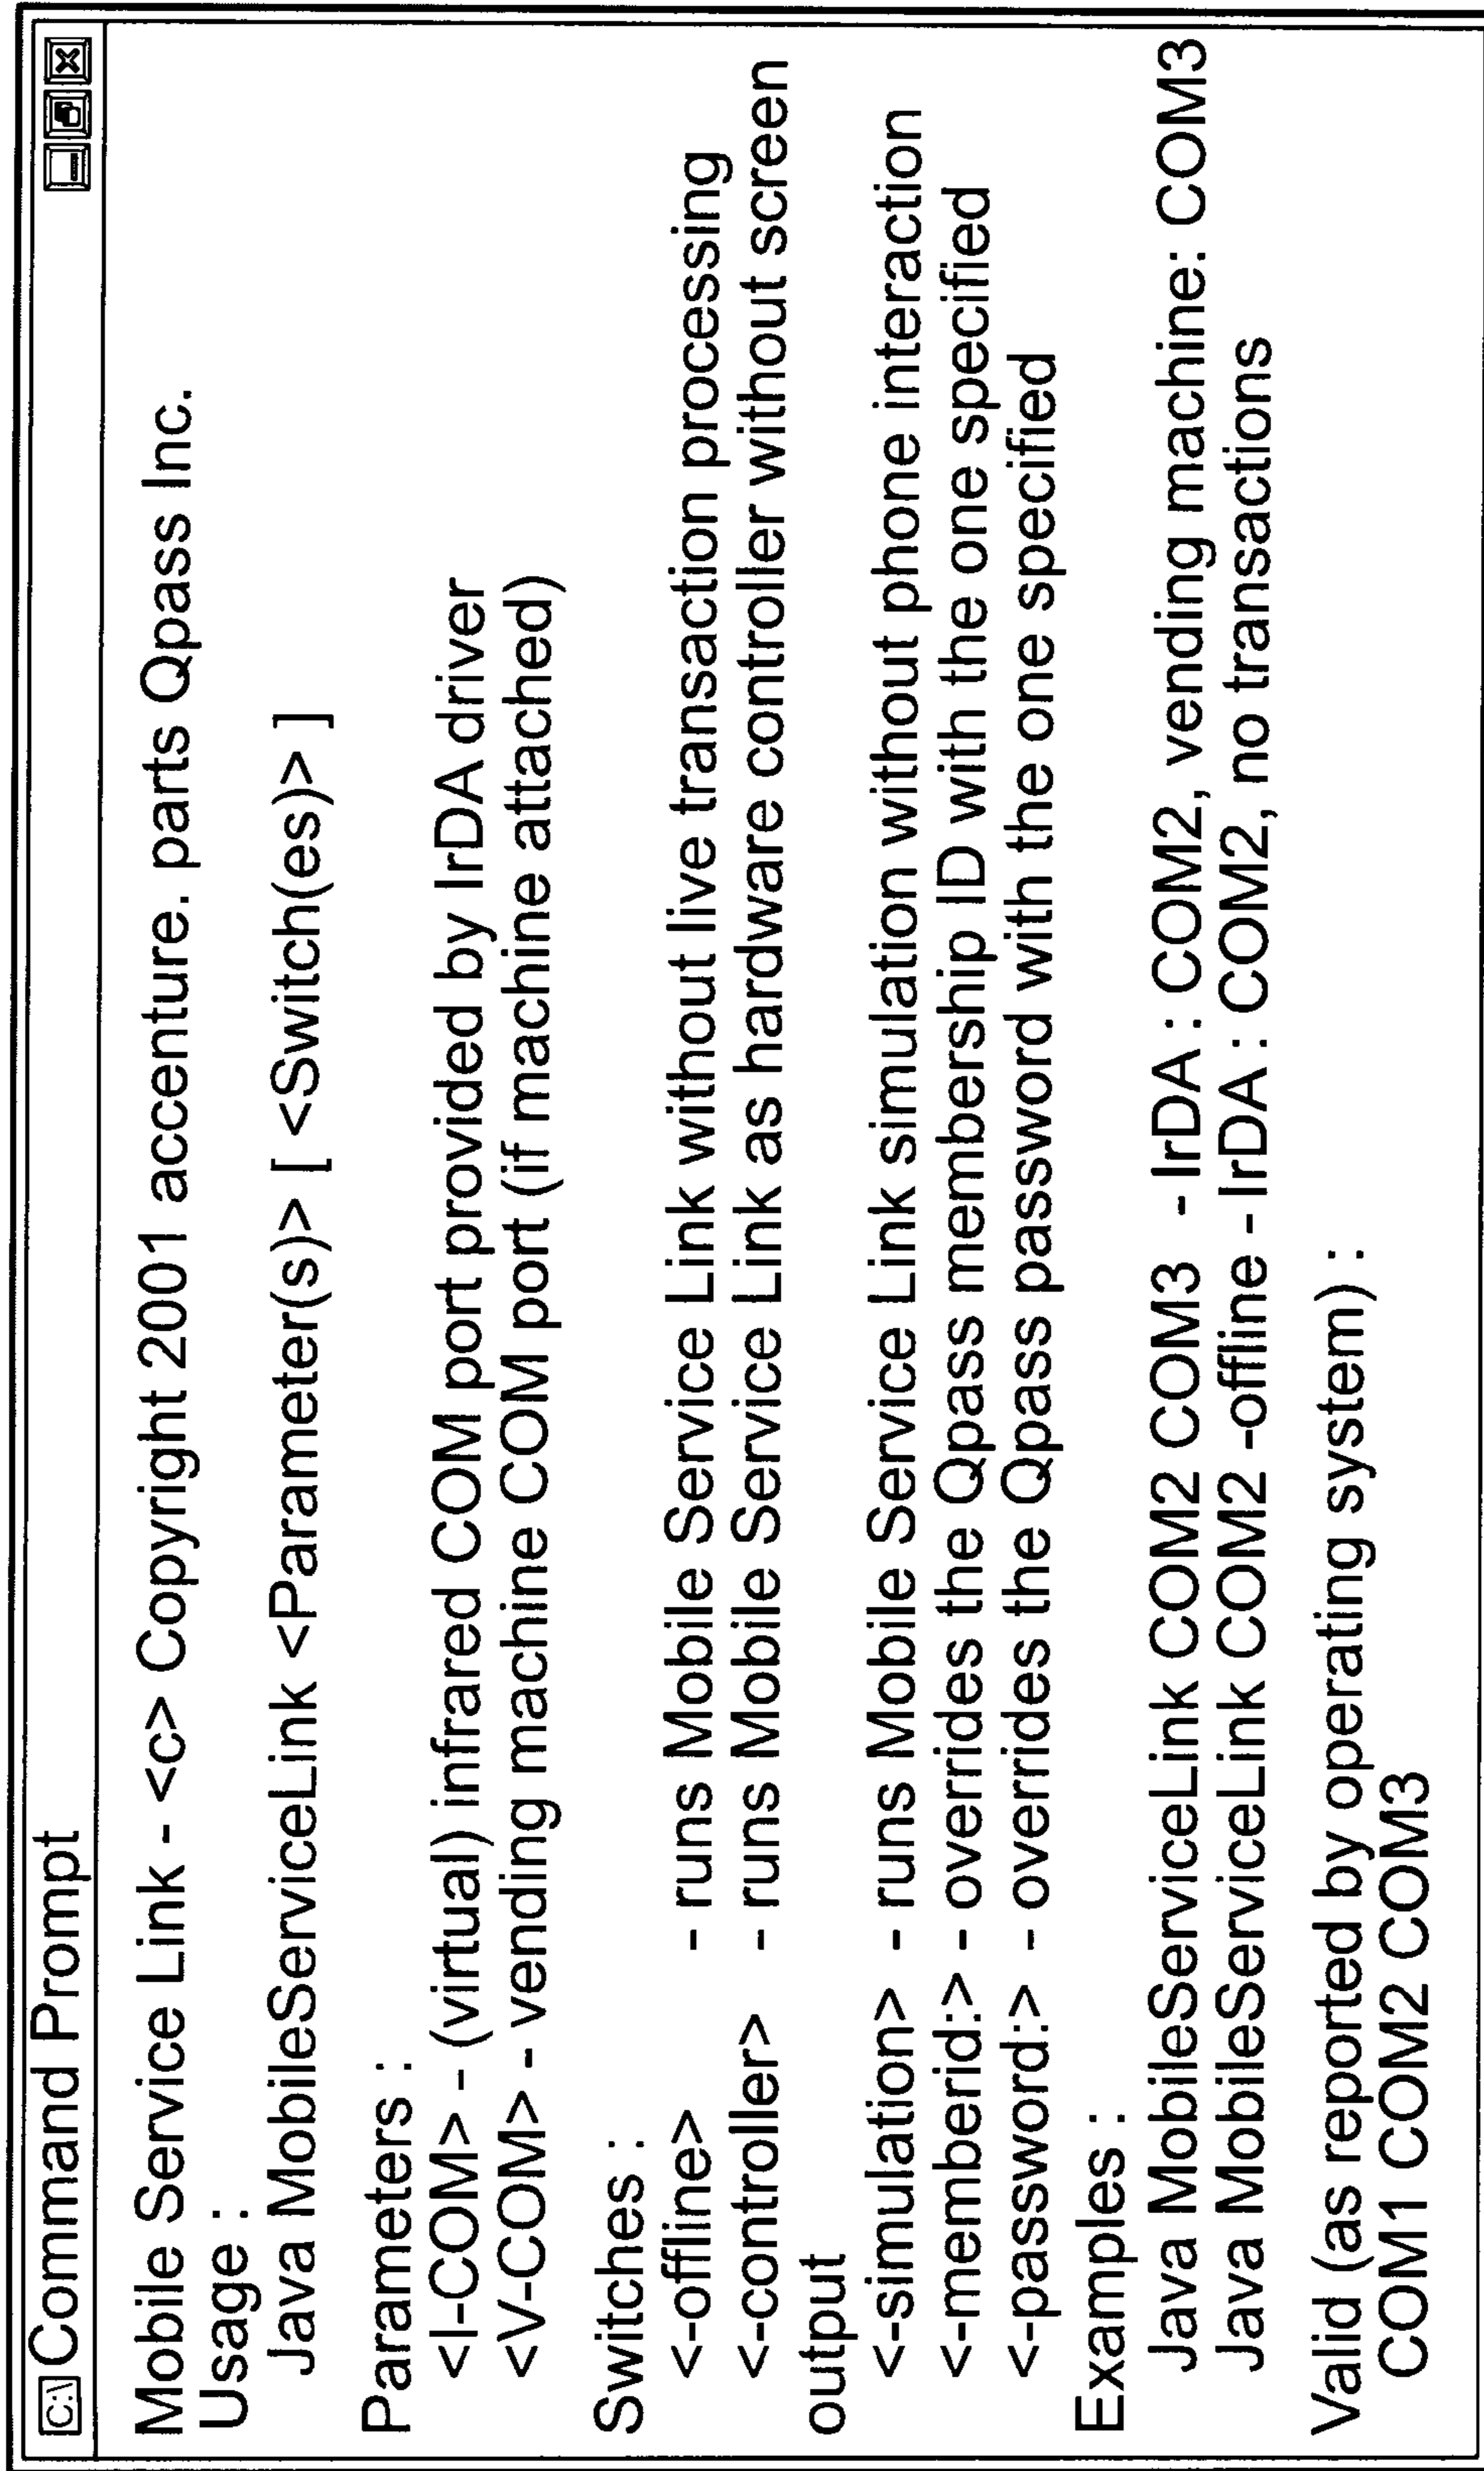 C:\ Command Prompt
Mobile Service Link - <c> Copyright 2001 accenture. parts Qpass Inc.
Usage :
Java MobileServiceLink <Parameter(s)> [ <Switch(es)> ]
Parameters :
<I-COM> - (virtual) infrared COM port provided by IrDA driver
<V-COM> - vending machine COM port (if machine attached)
Switches :
<-offline> - runs Mobile Service Link without live transaction processing
<-controller> - runs Mobile Service Link as hardware controller without screen
output
<-simulation> - runs Mobile Service Link simulation without phone interaction
<-memberid:> - overrides the Qpass membership ID with the one specified
<-password:> - overrides the Qpass password with the one specified
Examples :
Java MobileServiceLink COM2 COM3 - IrDA : COM2, vending machine: COM3
Java MobileServiceLink COM2 -offline - IrDA : COM2, no transactions
Valid (as reported by operating system) :
COM1 COM2 COM3